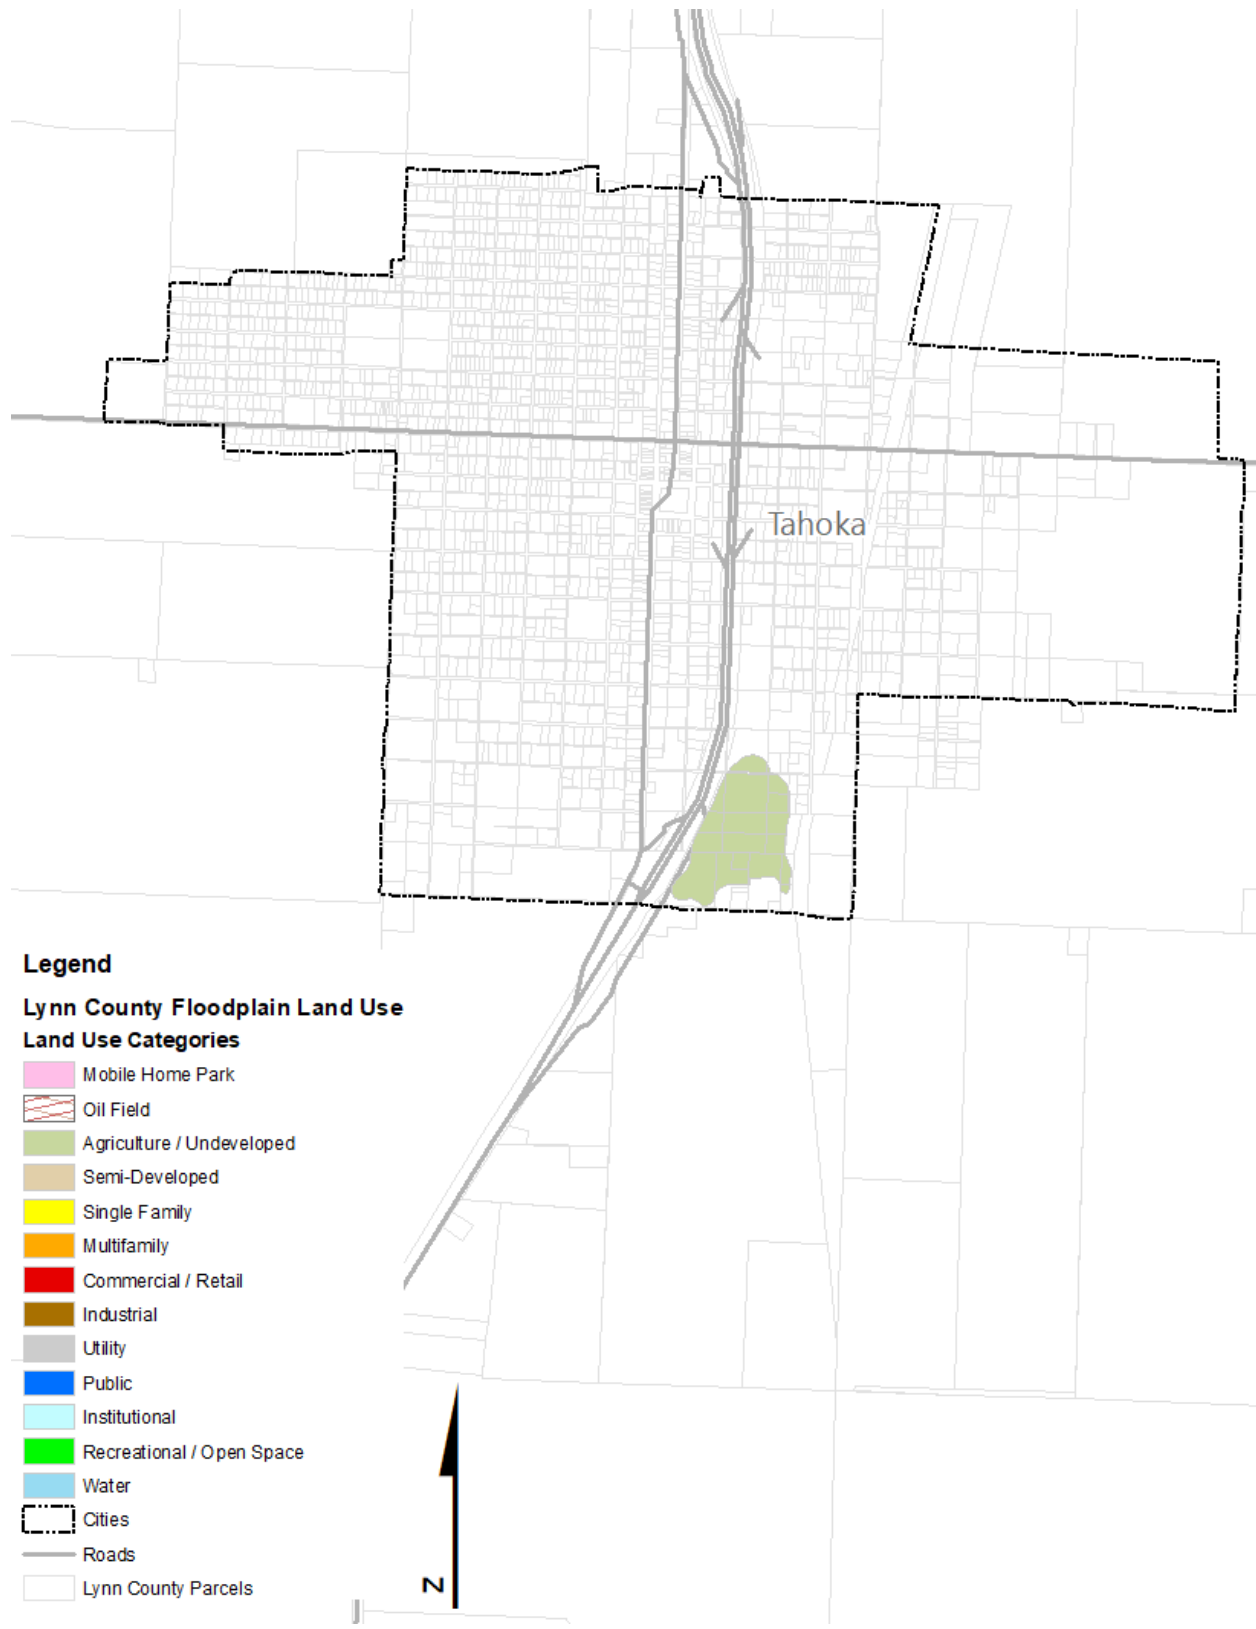 Tahoka
Legend
Lynn County Floodplain Land Use
Land Use Categories
Mobile Home Park
Oil Field
Agriculture / Undeveloped
Semi-Developed
Single Family
Multifamily
Commercial / Retail
Industrial
Utility
Public
Institutional
Recreational / Open Space
Water
Cities
Roads
Lynn County Parcels
N